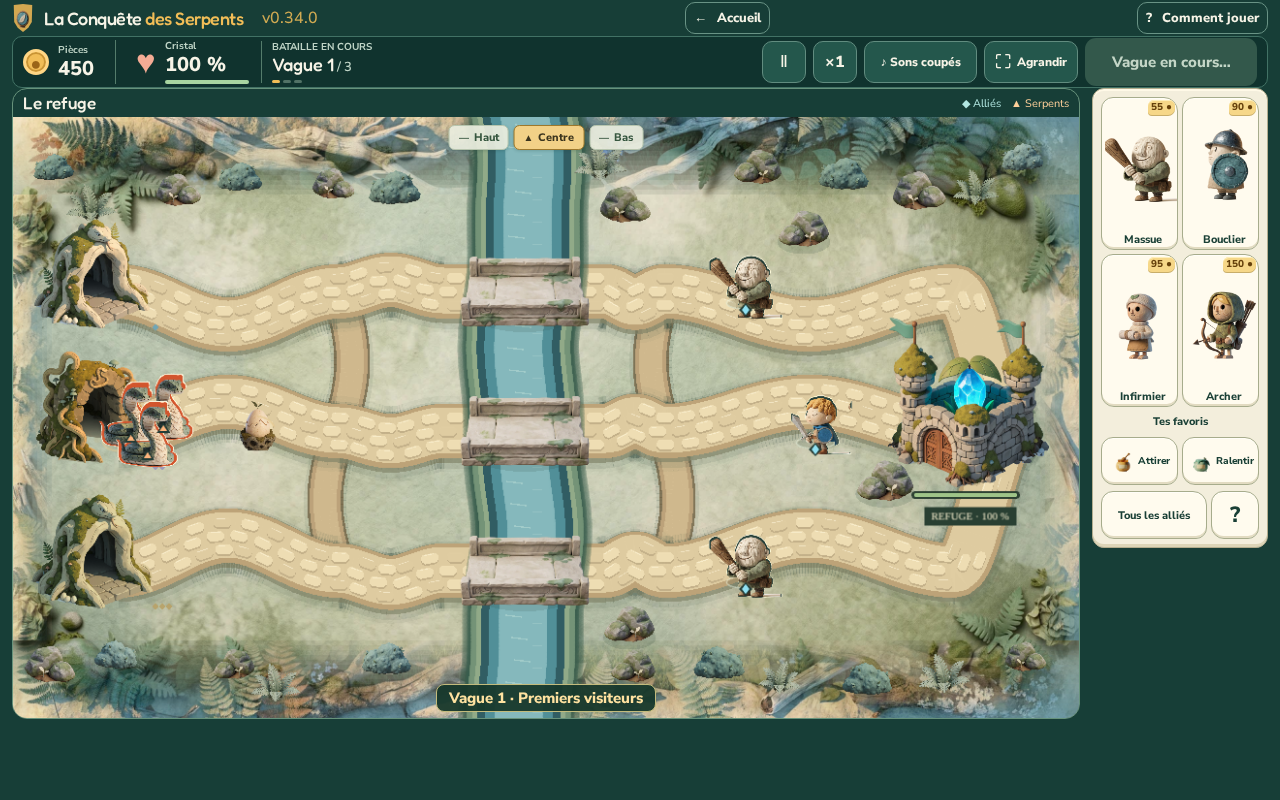 La Conquête des Serpents v0.34.0
← Accueil
? Comment jouer
Pièces
450
Cristal
100 %
BATAILLE EN COURS
Vague 1 / 3
×1
♪ Sons coupés
Agrandir
Vague en cours...
Le refuge
◆ Alliés ▲ Serpents
— Haut
▲ Centre
— Bas
REFUGE · 100 %
Vague 1 · Premiers visiteurs
55
Massue
90
Bouclier
95
Infirmier
150
Archer
Tes favoris
Attirer
Ralentir
Tous les alliés
?